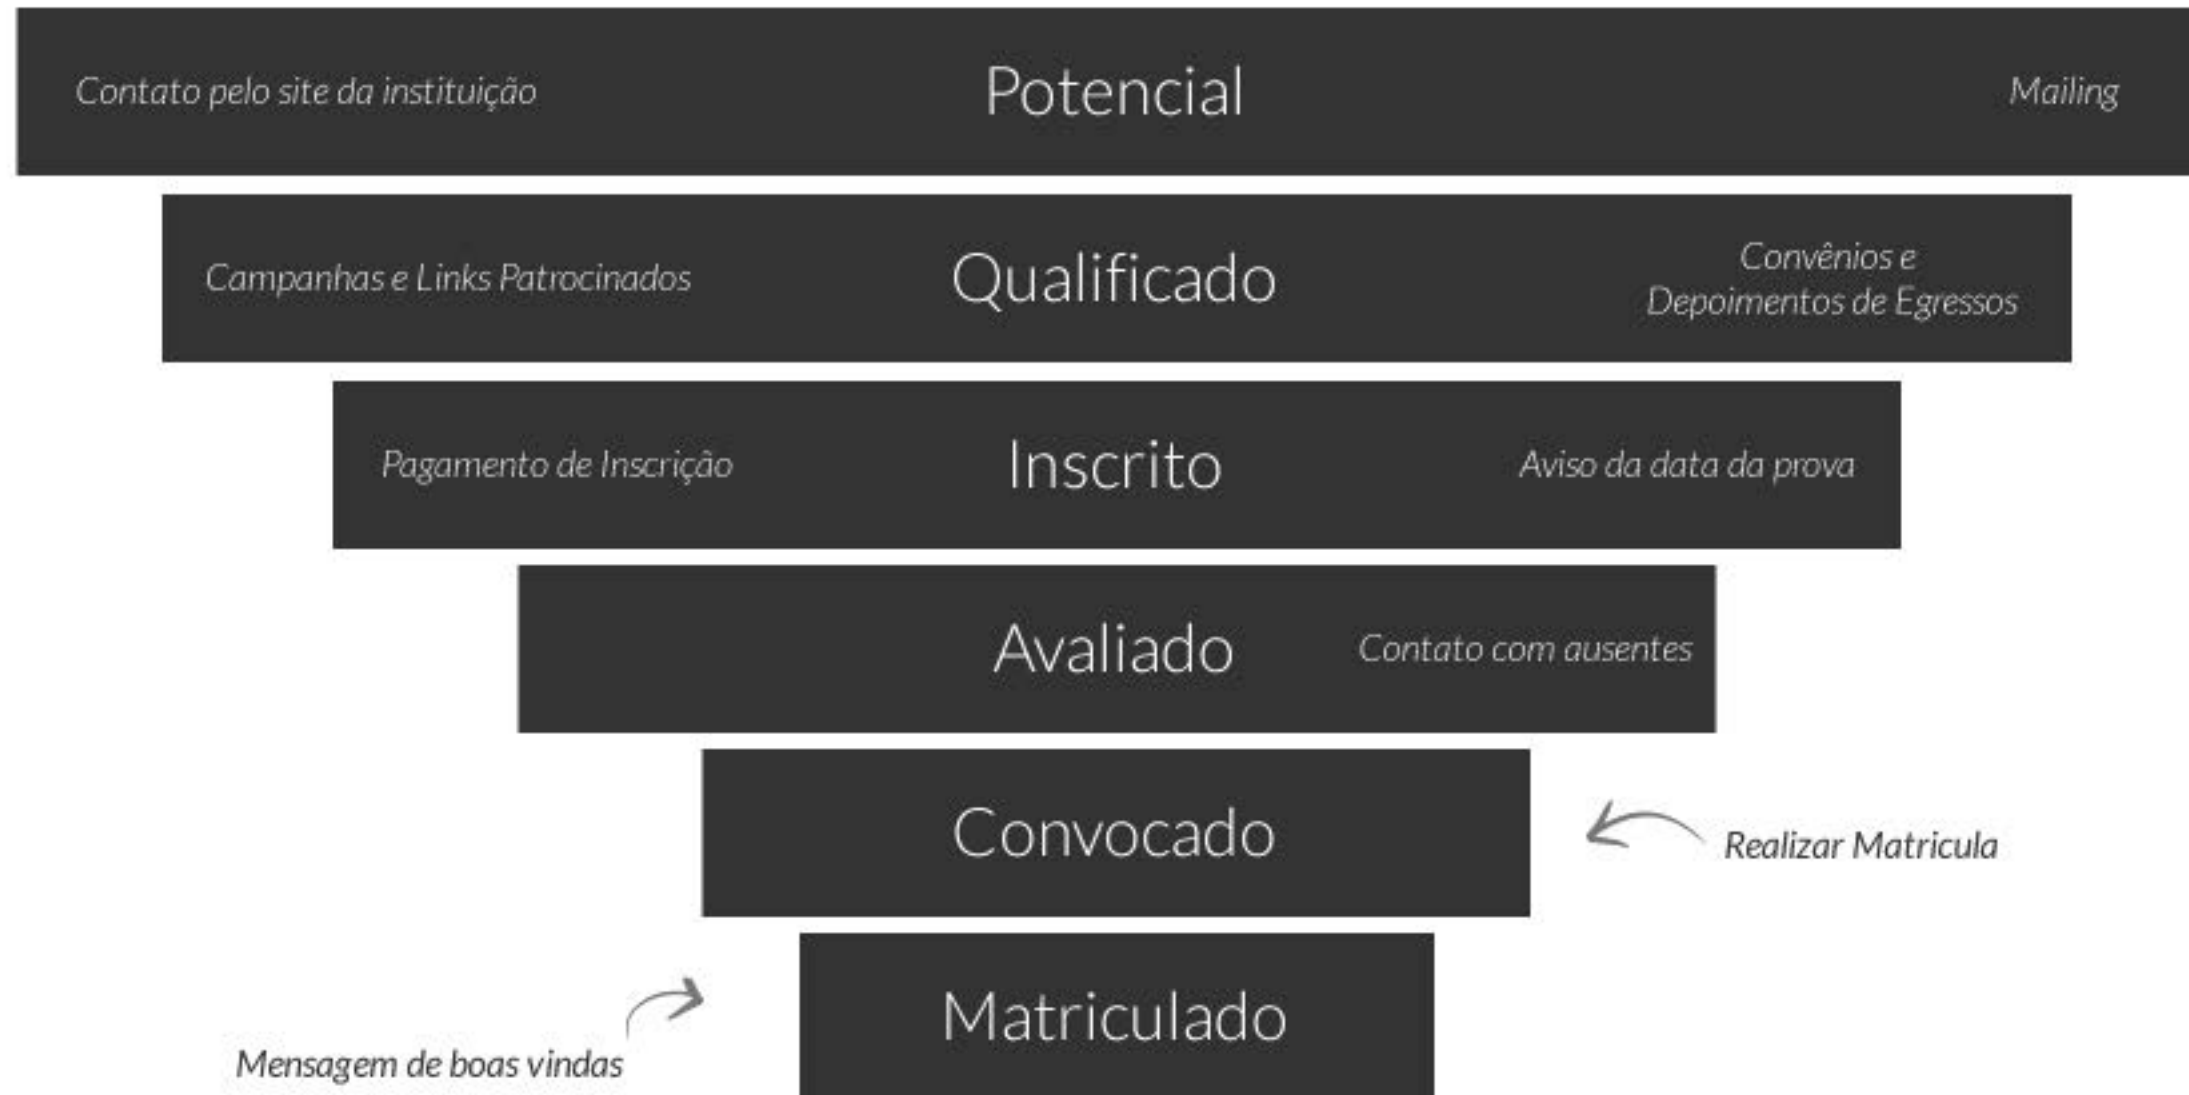 Contato pelo site da instituição
Potencial
Mailing
Campanhas e Links Patrocinados
Qualificado
Convênios e
Depoimentos de Egressos
Pagamento de Inscrição
Inscrito
Aviso da data da prova
Avaliado
Contato com ausentes
Convocado
Realizar Matricula
Matriculado
Mensagem de boas vindas